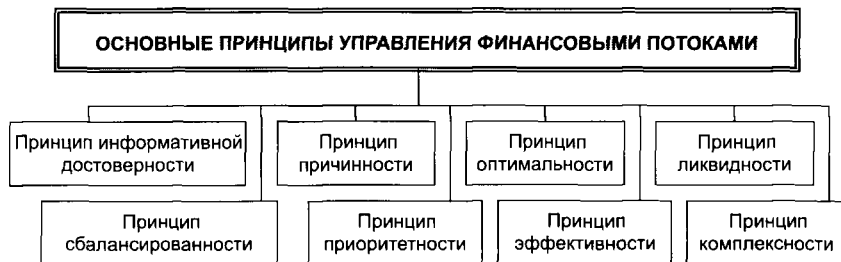 ОСНОВНЫЕ ПРИНЦИПЫ УПРАВЛЕНИЯ ФИНАНСОВЫМИ ПОТОКАМИ
Принцип информативной
достоверности
Принцип
причинности
Принцип
оптимальности
Принцип
ликвидности
Принцип
сбалансированности
Принцип
приоритетности
Принцип
эффективности
Принцип
комплексности